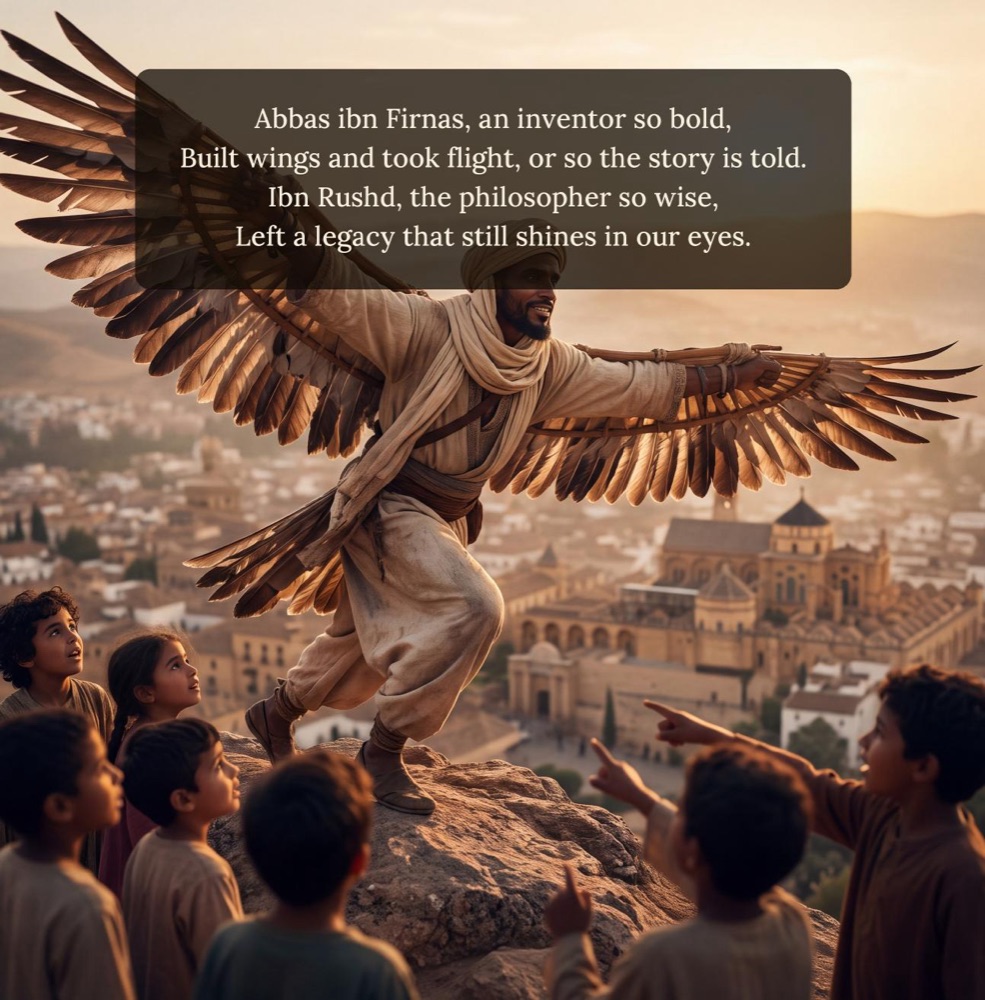 Abbas ibn Firnas, an inventor so bold,
Built wings and took flight, or so the story is told.
Ibn Rushd, the philosopher so wise,
Left a legacy that still shines in our eyes.